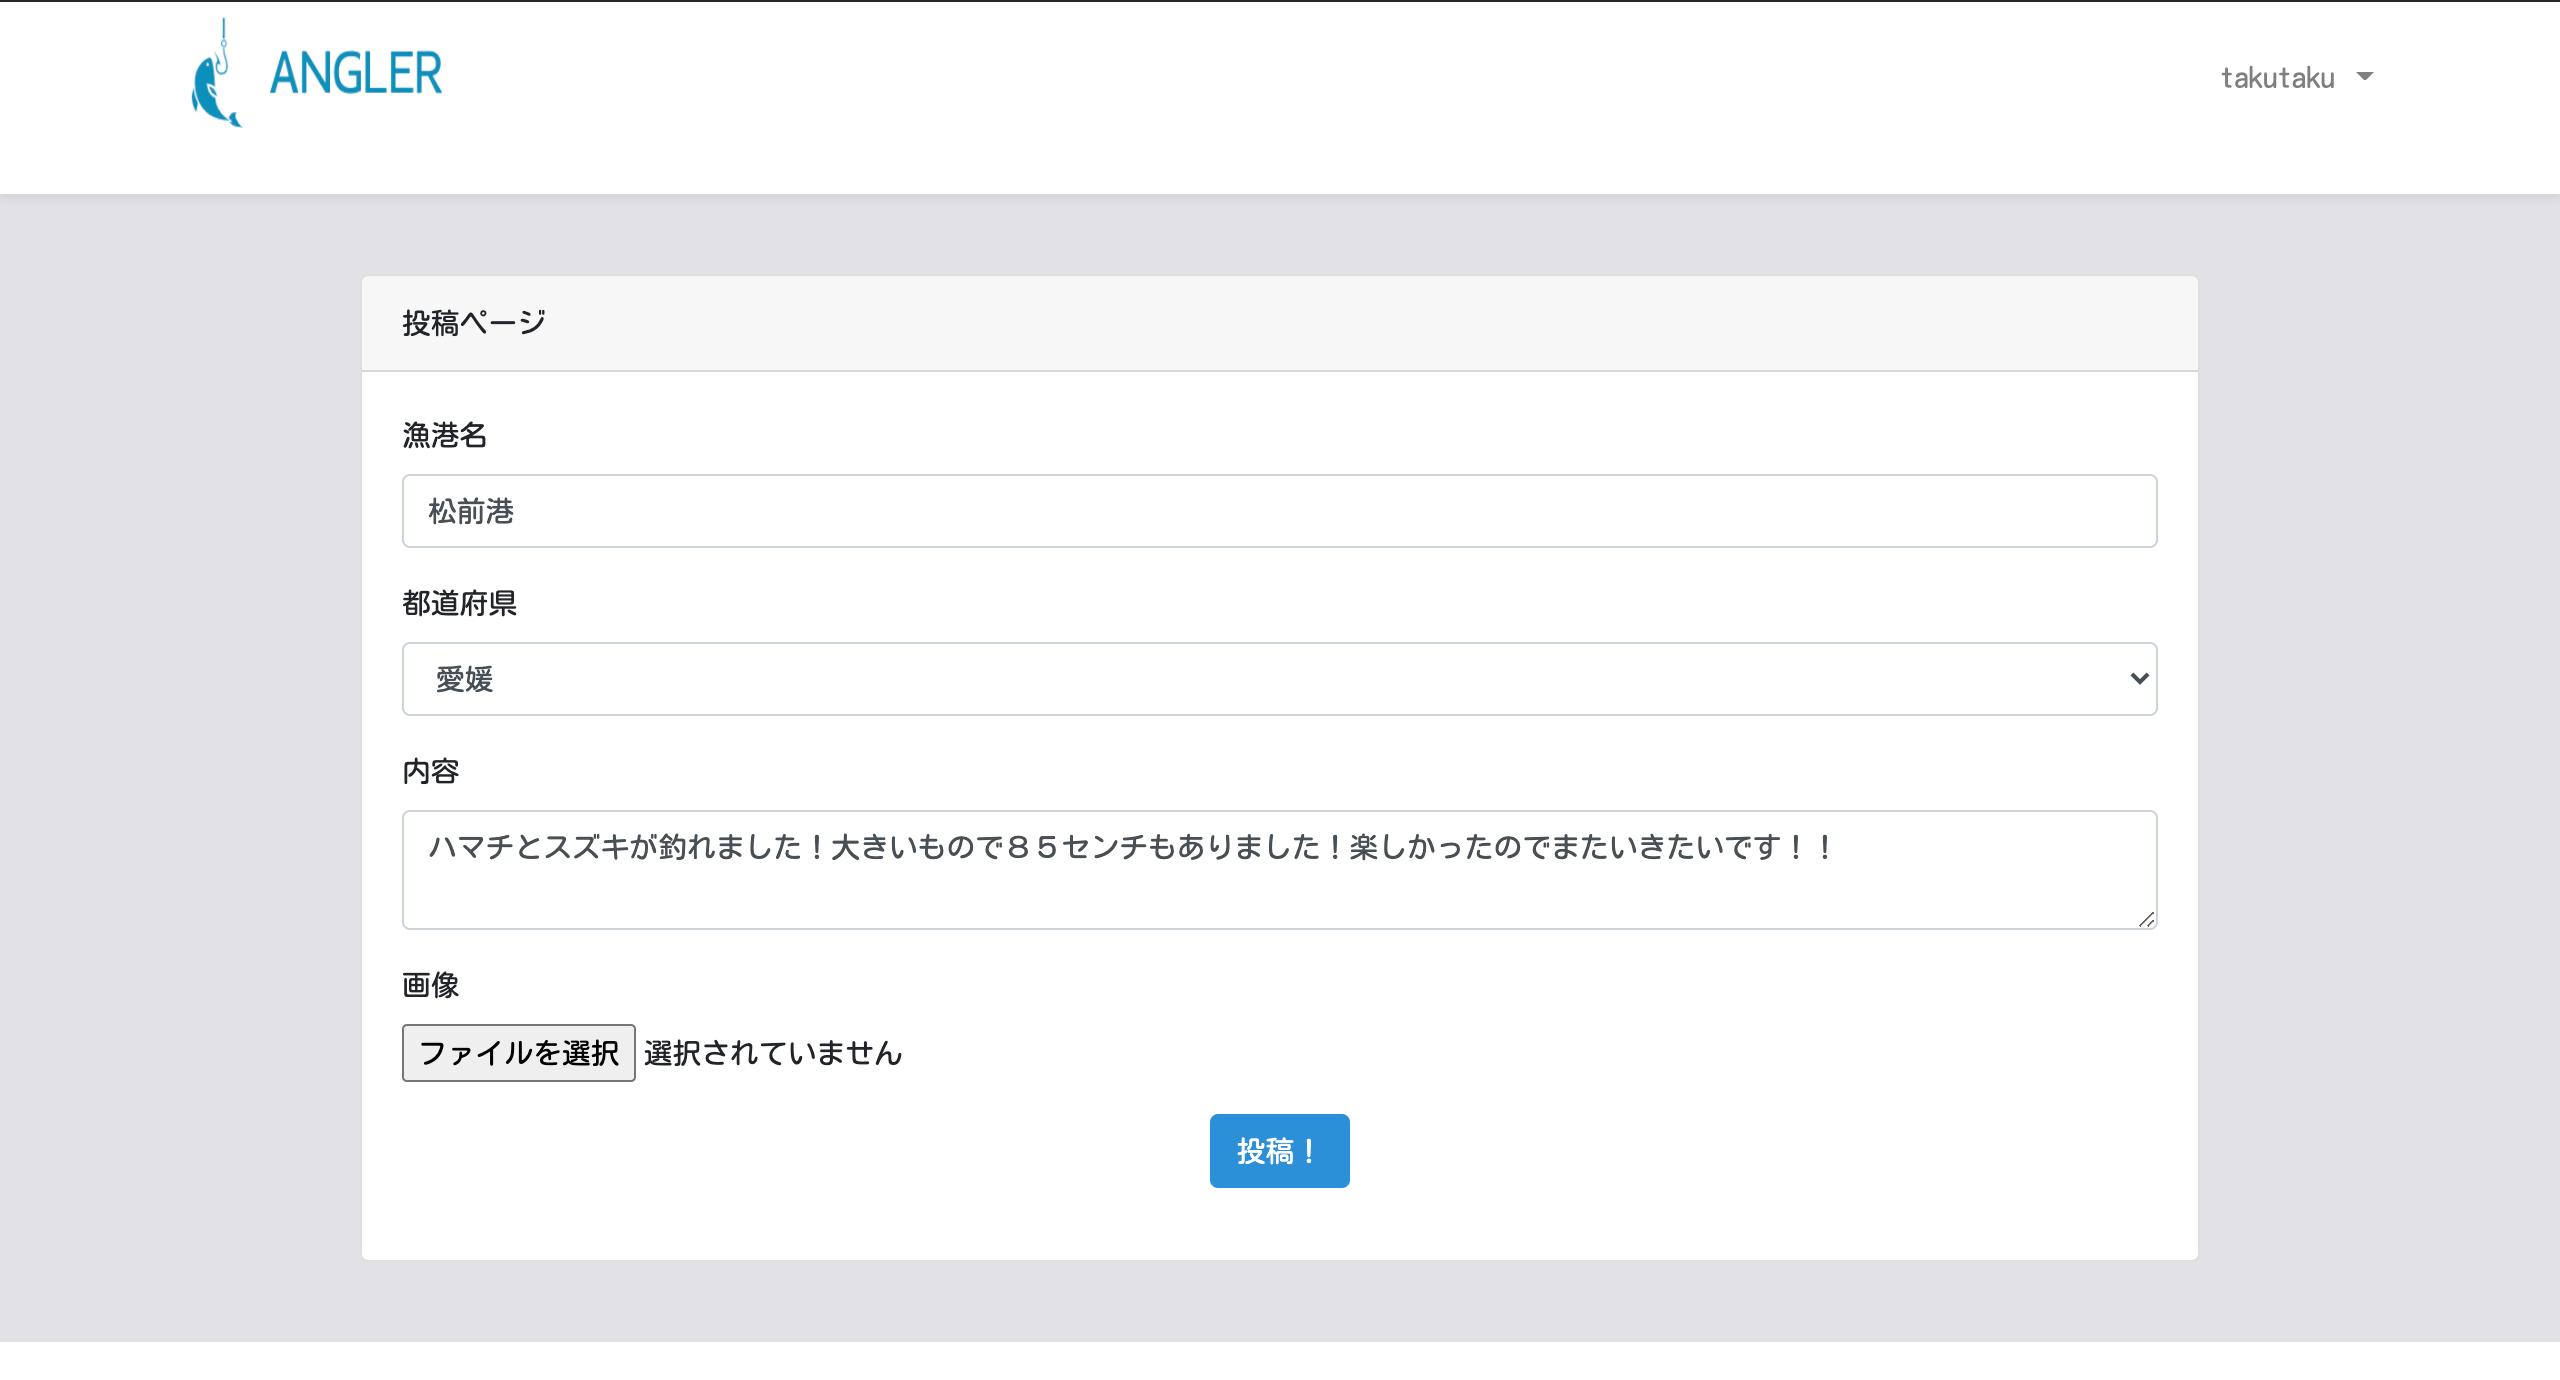 ANGLER
takutaku
投稿ページ
漁港名
松前港
都道府県
愛媛
内容
ハマチとスズキが釣れました！大きいもので８５センチもありました！楽しかったのでまたいきたいです！！
画像
ファイルを選択 選択されていません
投稿！